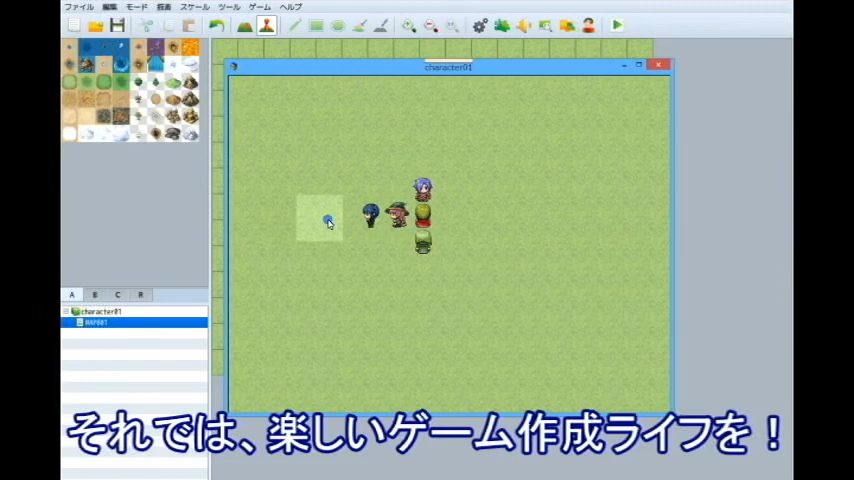 ファイル 編集 モード 描画 スケール ツール ゲーム ヘルプ
character01
A B C R
character01
MAP001
それでは、楽しいゲーム作成ライフを！